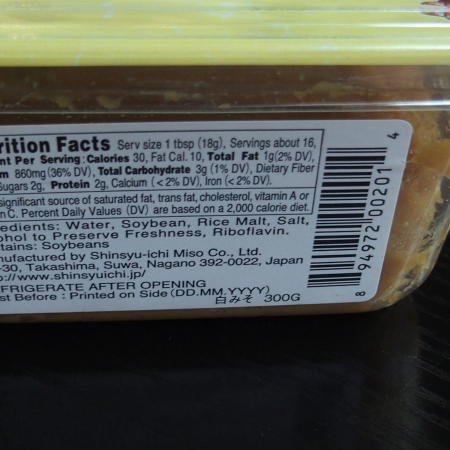 rition Facts Serv size 1 tbsp (18g), Servings about 16,
nt Per Serving: Calories 30, Fat Cal. 10, Total Fat 1g(2% DV),
m 860mg(36% DV), Total Carbohydrate 3g (1% DV), Dietary Fiber
Sugars 2g, Protein 2g, Calcium (<2% DV), Iron (<2% DV).
significant source of saturated fat, trans fat, cholesterol, vitamin A or
n C. Percent Daily Values (DV) are based on a 2,000 calorie diet.
edients: Water, Soybean, Rice Malt, Salt,
ohol to Preserve Freshness, Riboflavin.
tains: Soybeans
nufactured by Shinsyu-ichi Miso Co., Ltd.
-30, Takashima, Suwa, Nagano 392-0022, Japan
://www.shinsyuichi.jp/
FRIGERATE AFTER OPENING
st Before: Printed on Side (DD.MM.YYYY)
白みそ 300G
8 94972 00201 4